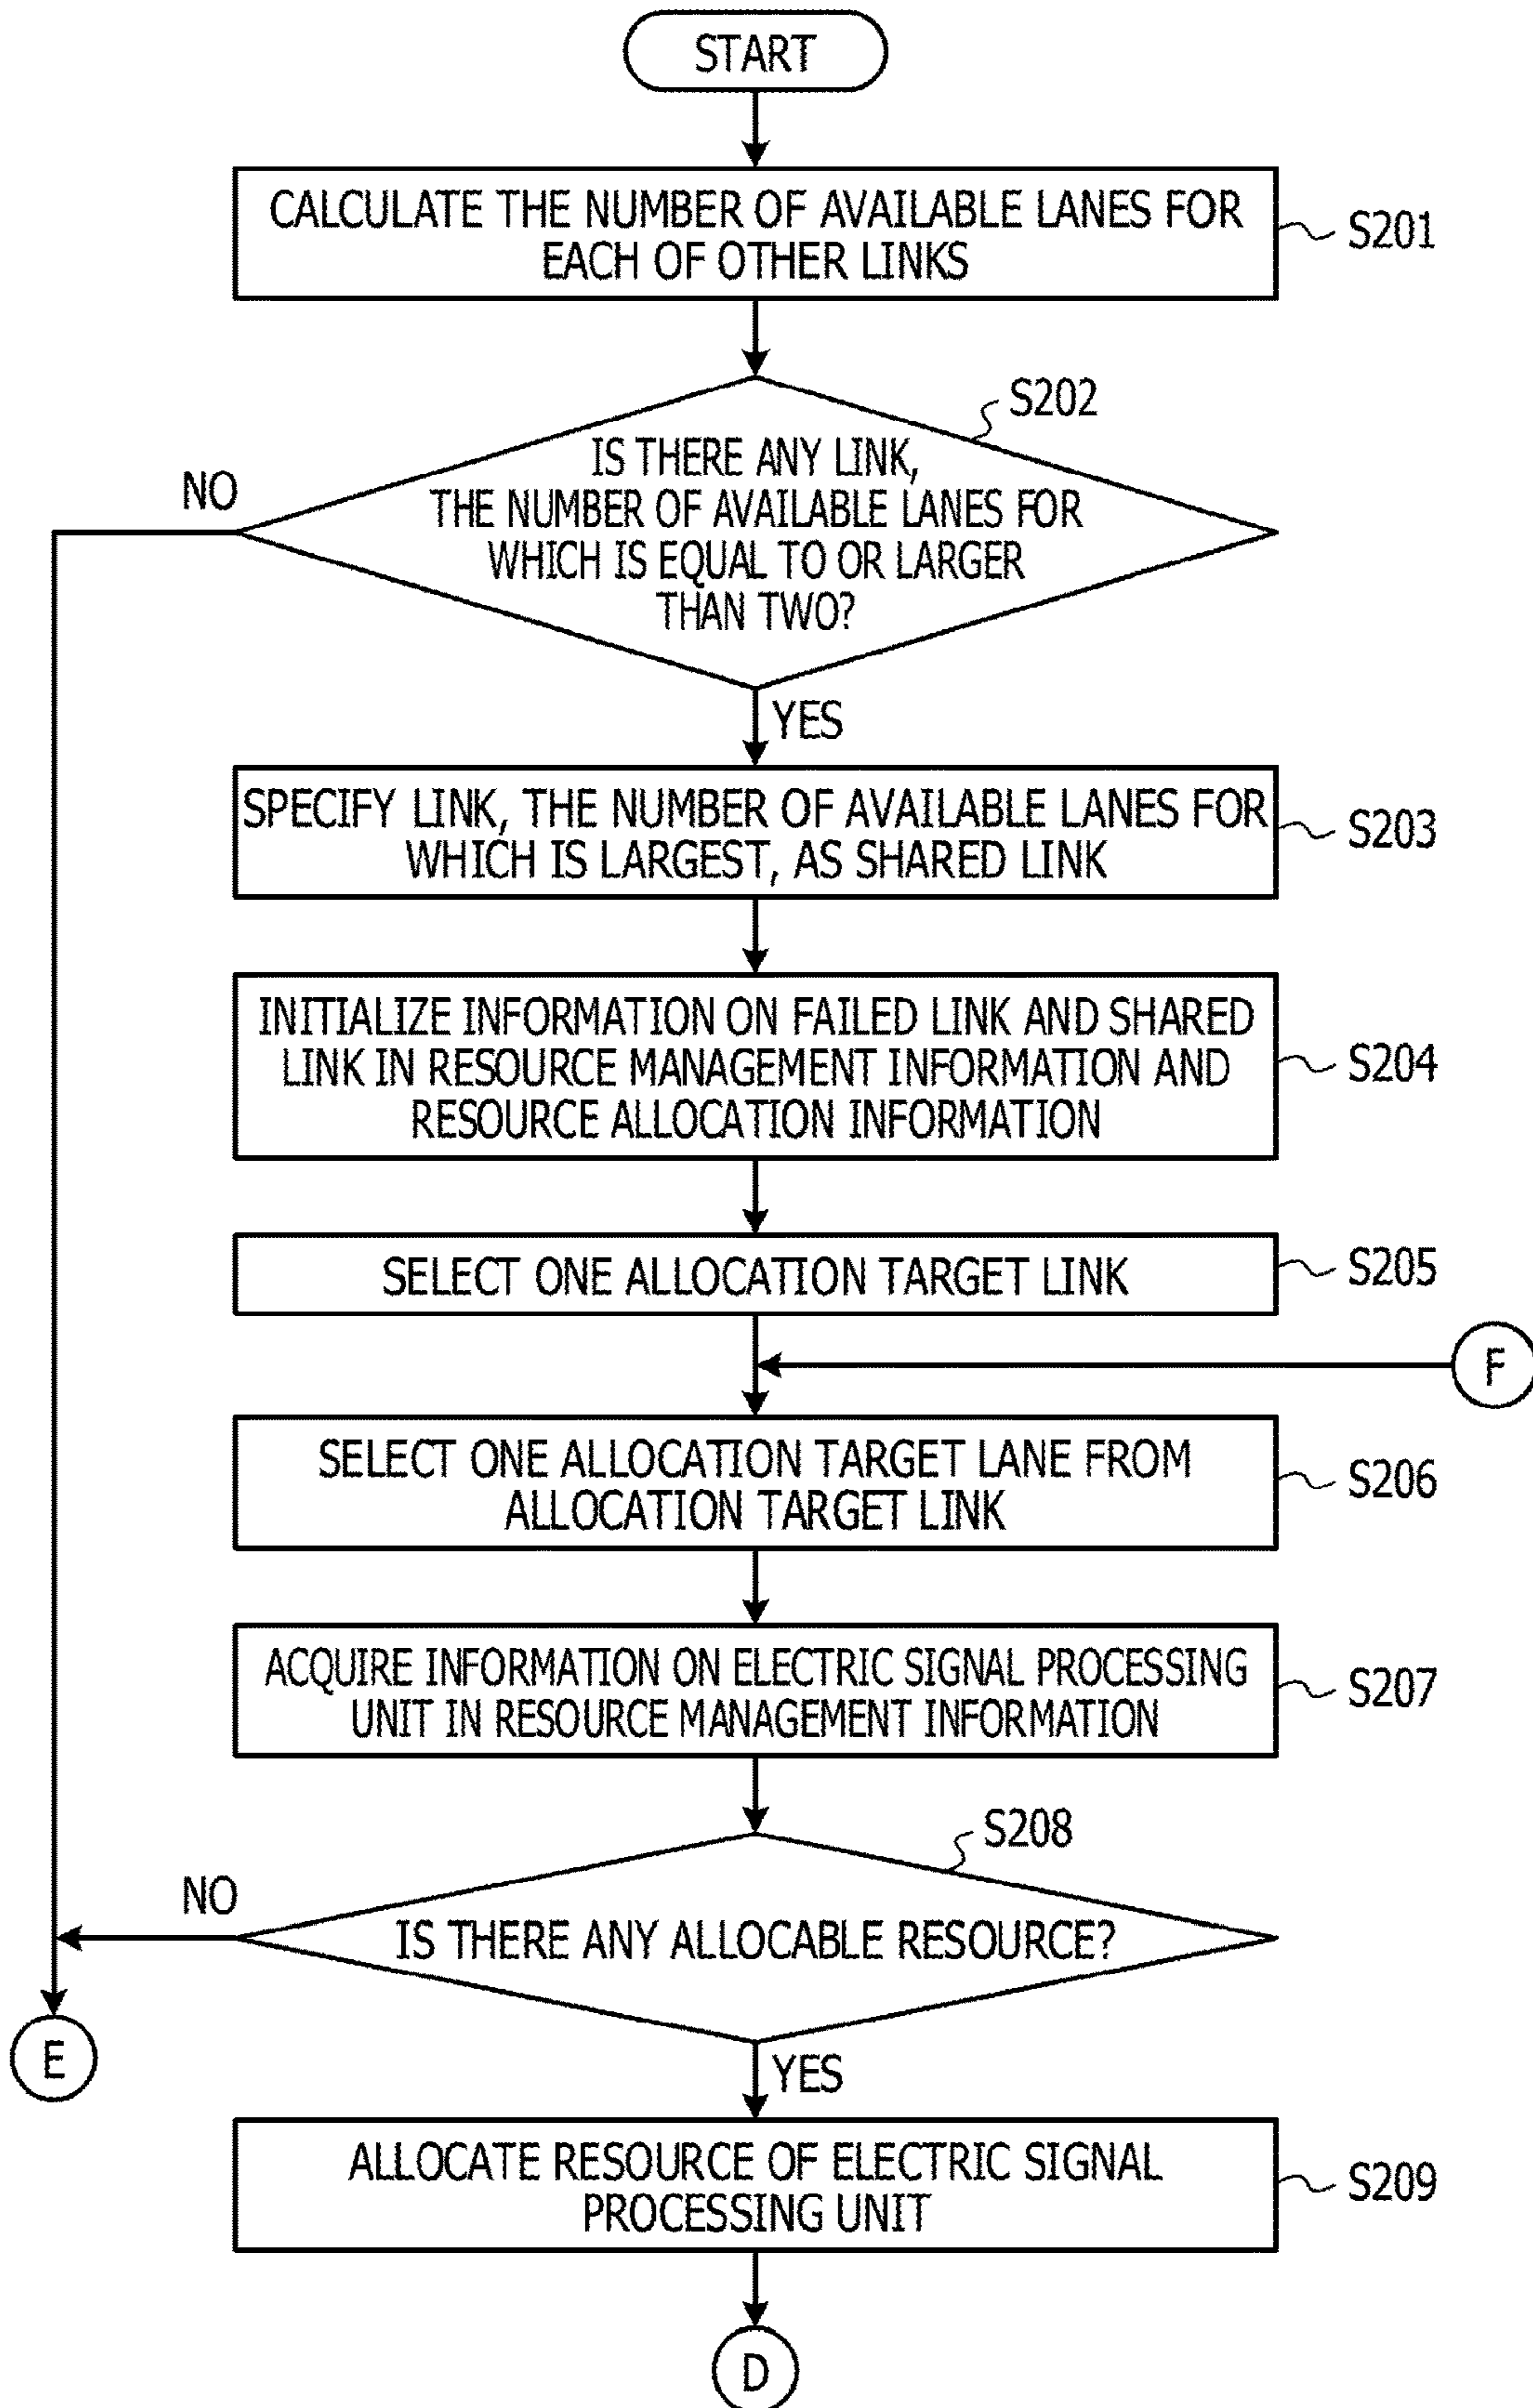 START
CALCULATE THE NUMBER OF AVAILABLE LANES FOR
EACH OF OTHER LINKS
S201
S202
IS THERE ANY LINK,
THE NUMBER OF AVAILABLE LANES FOR
WHICH IS EQUAL TO OR LARGER
THAN TWO?
NO
YES
SPECIFY LINK, THE NUMBER OF AVAILABLE LANES FOR
WHICH IS LARGEST, AS SHARED LINK
S203
INITIALIZE INFORMATION ON FAILED LINK AND SHARED
LINK IN RESOURCE MANAGEMENT INFORMATION AND
RESOURCE ALLOCATION INFORMATION
S204
SELECT ONE ALLOCATION TARGET LINK
S205
F
SELECT ONE ALLOCATION TARGET LANE FROM
ALLOCATION TARGET LINK
S206
ACQUIRE INFORMATION ON ELECTRIC SIGNAL PROCESSING
UNIT IN RESOURCE MANAGEMENT INFORMATION
S207
S208
IS THERE ANY ALLOCABLE RESOURCE?
NO
E
YES
ALLOCATE RESOURCE OF ELECTRIC SIGNAL
PROCESSING UNIT
S209
D